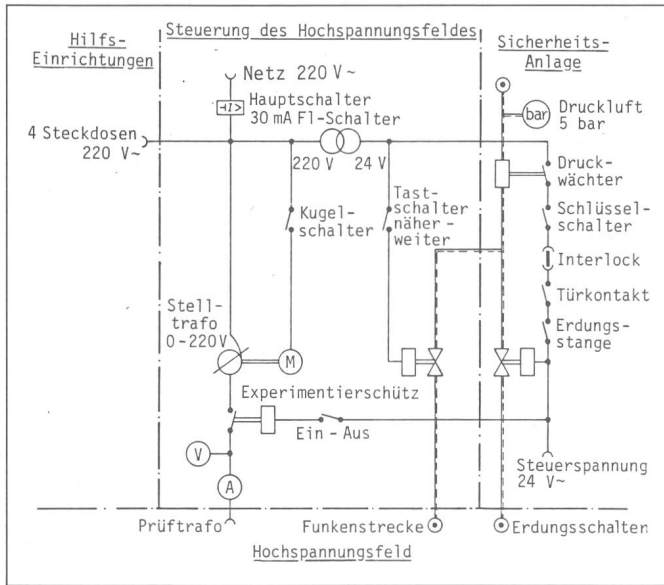 Hilfs-
Einrichtungen
Steuerung des Hochspannungsfeldes
Sicherheits-
Anlage
Netz 220 V~
Hauptschalter
30 mA FI-Schalter
4 Steckdosen
220 V~
220 V
24 V
bar
Druckluft
5 bar
Druck-
wächter
Kugel-
schalter
Tast-
schalter
näher-
weiter
Schlüssel-
schalter
Interlock
Türkontakt
Erdungs-
stange
Stell-
trafo
0-220V
M
Experimentierschütz
Ein-Aus
V
A
Steuerspannung
24 V~
Prüftrafo
Funkenstrecke
Erdungsschalten
Hochspannungsfeld